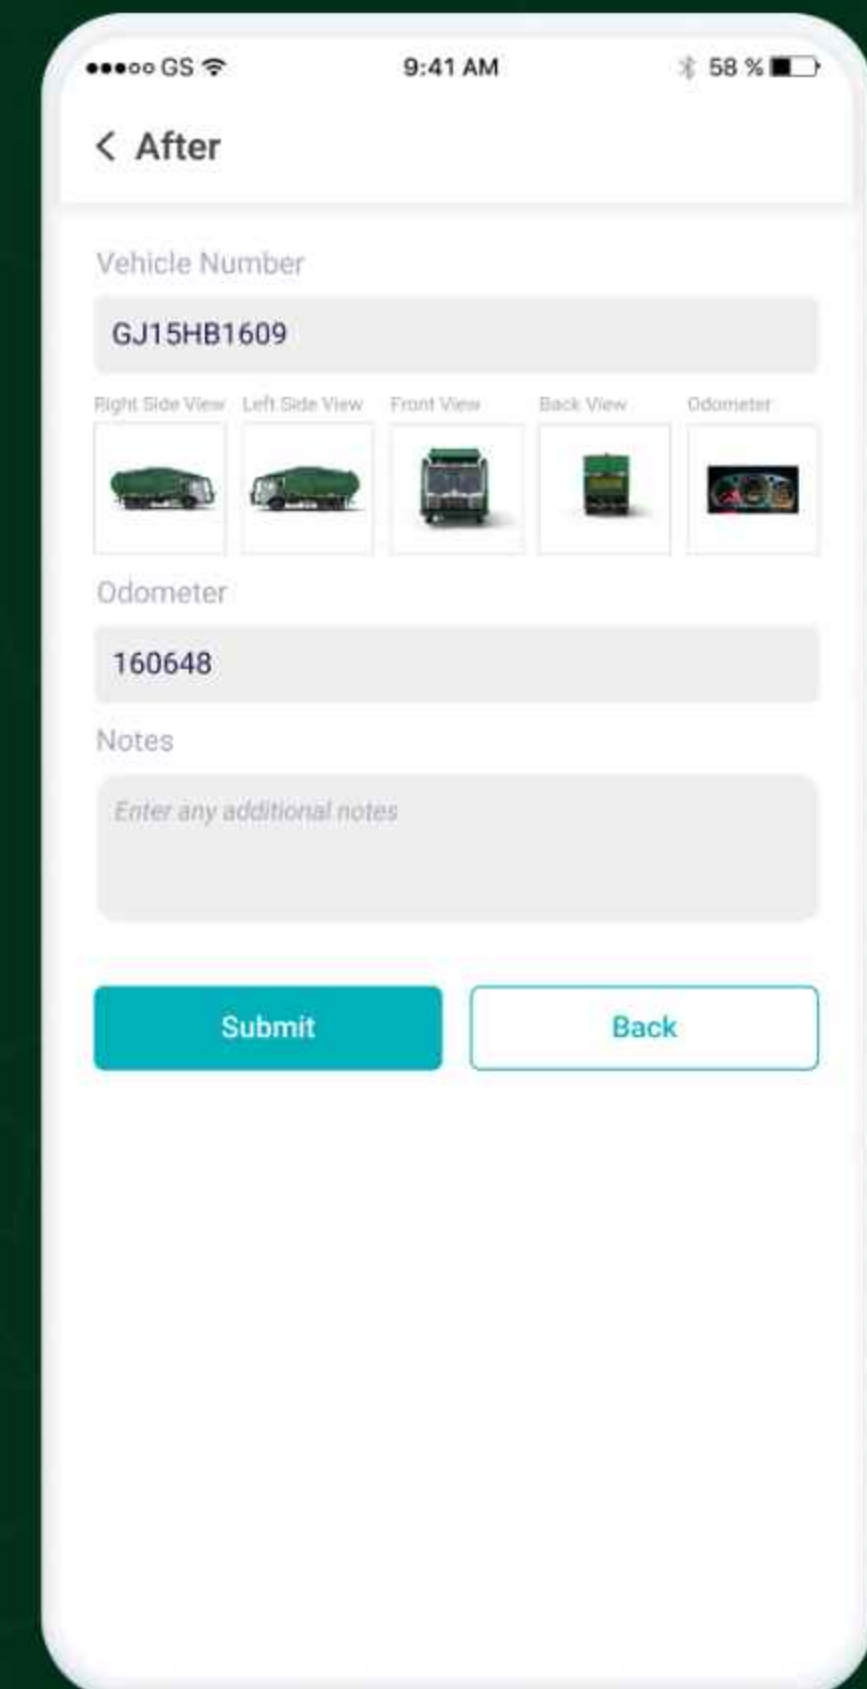 GS
9:41 AM
58 %
After
Vehicle Number
GJ15HB1609
Right Side View Left Side View Front View Back View Odometer
Odometer
160648
Notes
Enter any additional notes
Submit Back